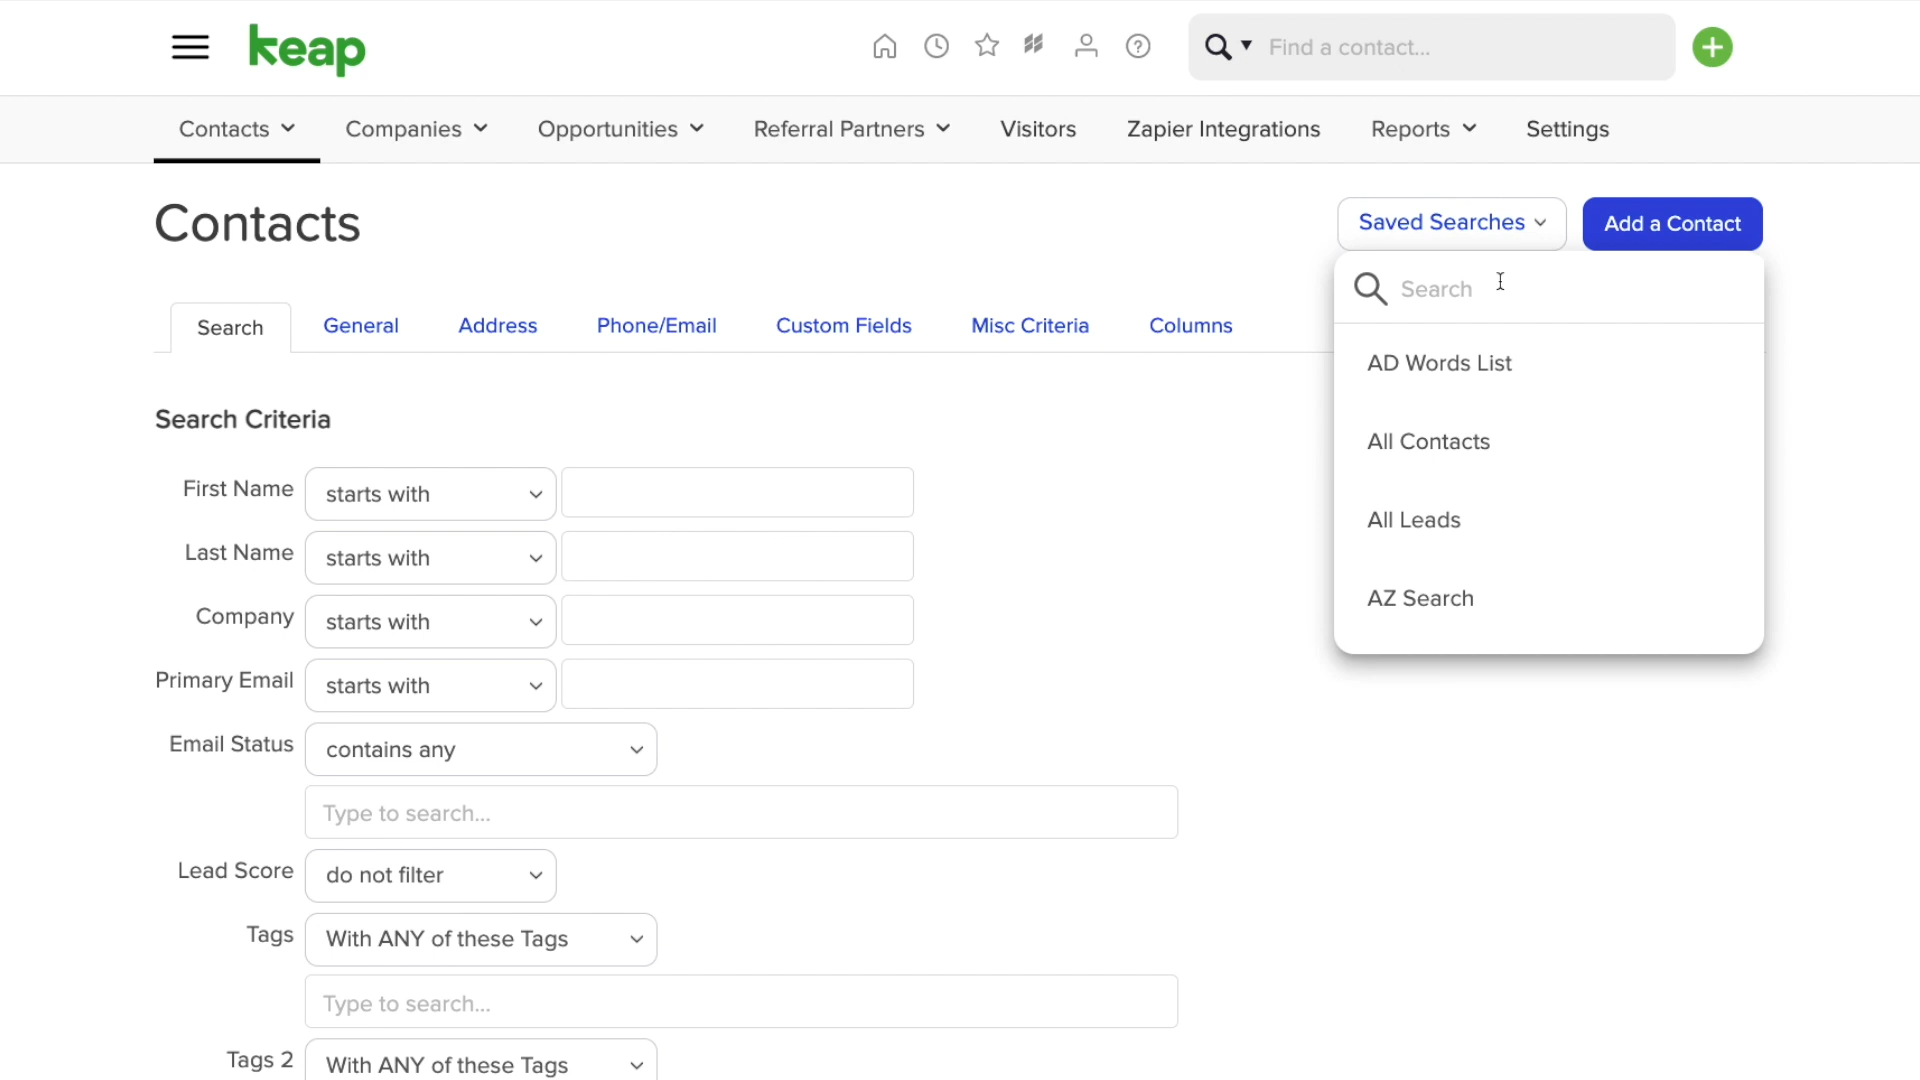 keap
Find a contact...
Contacts Companies Opportunities Referral Partners Visitors Zapier Integrations Reports Settings
Contacts
Saved Searches
Add a Contact
Search
Search General Address Phone/Email Custom Fields Misc Criteria Columns
AD Words List
All Contacts
All Leads
AZ Search
Search Criteria
First Name starts with
Last Name starts with
Company starts with
Primary Email starts with
Email Status contains any
Type to search...
Lead Score do not filter
Tags With ANY of these Tags
Type to search...
Tags 2 With ANY of these Tags